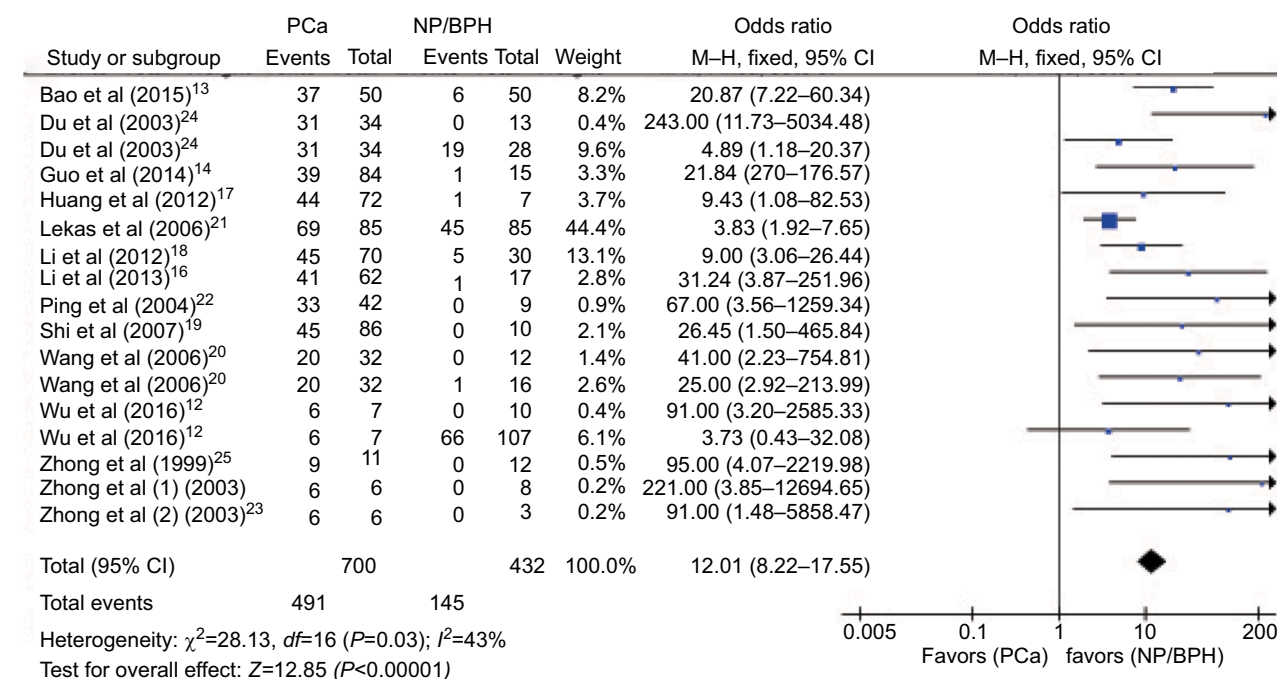 PCa NP/BPH Odds ratio Odds ratio
Study or subgroup Events Total Events Total Weight M–H, fixed, 95% CI M–H, fixed, 95% CI
Bao et al (2015)13 37 50 6 50 8.2% 20.87 (7.22–60.34)
Du et al (2003)24 31 34 0 13 0.4% 243.00 (11.73–5034.48)
Du et al (2003)24 31 34 19 28 9.6% 4.89 (1.18–20.37)
Guo et al (2014)14 39 84 1 15 3.3% 21.84 (270–176.57)
Huang et al (2012)17 44 72 1 7 3.7% 9.43 (1.08–82.53)
Lekas et al (2006)21 69 85 45 85 44.4% 3.83 (1.92–7.65)
Li et al (2012)18 45 70 5 30 13.1% 9.00 (3.06–26.44)
Li et al (2013)16 41 62 1 17 2.8% 31.24 (3.87–251.96)
Ping et al (2004)22 33 42 0 9 0.9% 67.00 (3.56–1259.34)
Shi et al (2007)19 45 86 0 10 2.1% 26.45 (1.50–465.84)
Wang et al (2006)20 20 32 0 12 1.4% 41.00 (2.23–754.81)
Wang et al (2006)20 20 32 1 16 2.6% 25.00 (2.92–213.99)
Wu et al (2016)12 6 7 0 10 0.4% 91.00 (3.20–2585.33)
Wu et al (2016)12 6 7 66 107 6.1% 3.73 (0.43–32.08)
Zhong et al (1999)25 9 11 0 12 0.5% 95.00 (4.07–2219.98)
Zhong et al (1) (2003) 6 6 0 8 0.2% 221.00 (3.85–12694.65)
Zhong et al (2) (2003)23 6 6 0 3 0.2% 91.00 (1.48–5858.47)
Total (95% CI) 700 432 100.0% 12.01 (8.22–17.55)
Total events 491 145
Heterogeneity: χ2=28.13, df=16 (P=0.03); I2=43%
Test for overall effect: Z=12.85 (P<0.00001)
0.005 0.1 1 10 200
Favors (PCa) favors (NP/BPH)